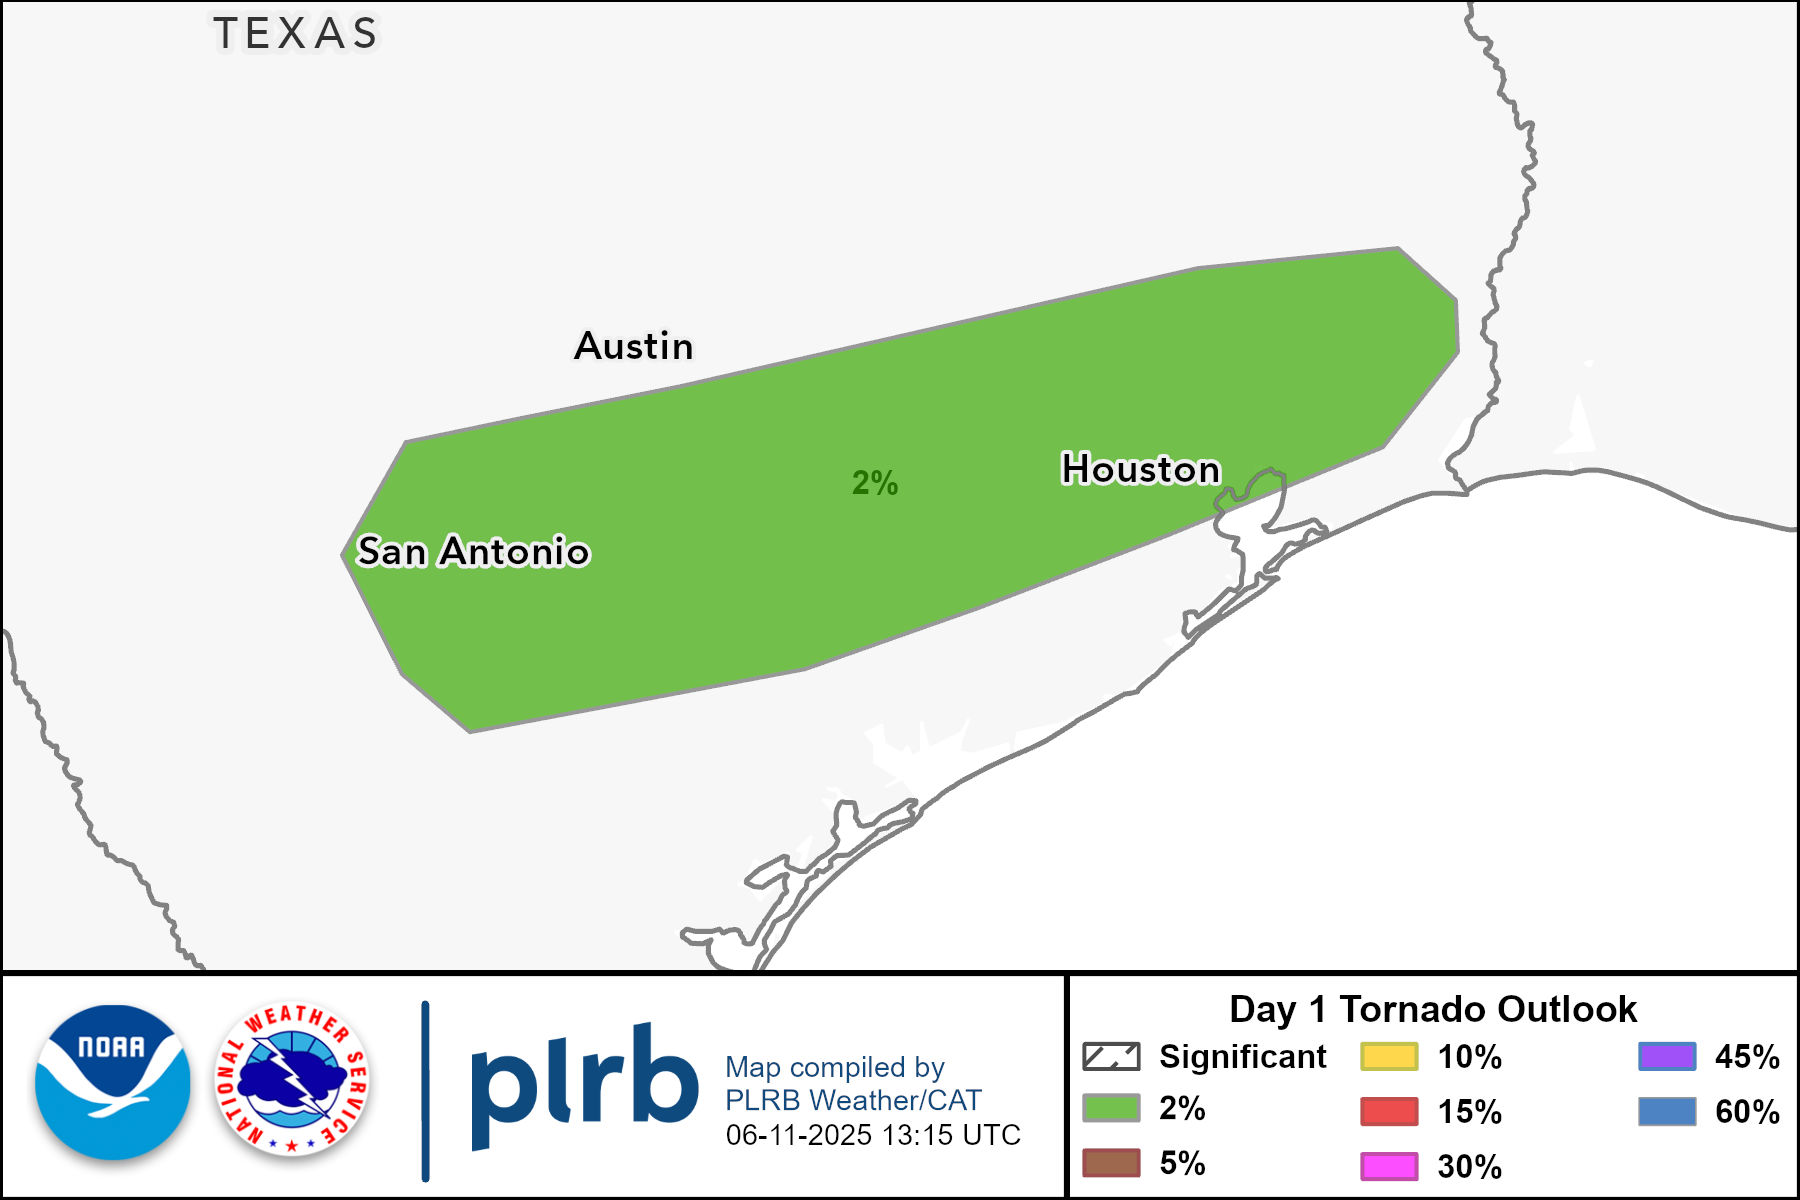 TEXAS
Austin
Houston
2%
San Antonio
NOAA
NATIONAL WEATHER SERVICE
plrb
Map compiled by
PLRB Weather/CAT
06-11-2025 13:15 UTC
Day 1 Tornado Outlook
Significant
2%
5%
10%
15%
30%
45%
60%